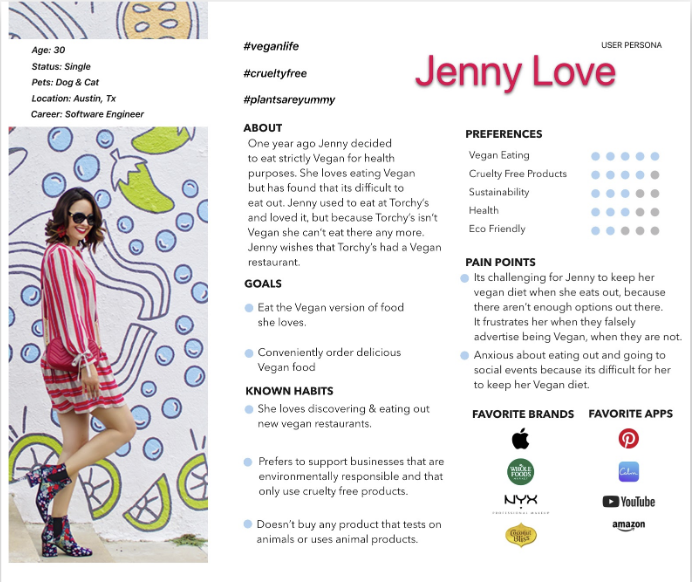 Age: 30
Status: Single
Pets: Dog & Cat
Location: Austin, Tx
Career: Software Engineer
#veganlife
#crueltyfree
#plantsareyummy
USER PERSONA
Jenny Love
ABOUT
One year ago Jenny decided
to eat strictly Vegan for health
purposes. She loves eating Vegan
but has found that its difficult to
eat out. Jenny used to eat at Torchy's
and loved it, but because Torchy's isn't
Vegan she can't eat there any more.
Jenny wishes that Torchy's had a Vegan
restaurant.
GOALS
Eat the Vegan version of food
she loves.
Conveniently order delicious
Vegan food
KNOWN HABITS
She loves discovering & eating out
new vegan restaurants.
Prefers to support businesses that are
environmentally responsible and that
only use cruelty free products.
Doesn't buy any product that tests on
animals or uses animal products.
PREFERENCES
Vegan Eating
Cruelty Free Products
Sustainability
Health
Eco Friendly
PAIN POINTS
Its challenging for Jenny to keep her
vegan diet when she eats out, because
there aren't enough options out there.
It frustrates her when they falsely
advertise being Vegan, when they are not.
Anxious about eating out and going to
social events because its difficult for her
to keep her Vegan diet.
FAVORITE BRANDS
WHOLE
FOODS
NYX
PROFESSIONAL MAKEUP
Coconut
Bliss
FAVORITE APPS
Canva
YouTube
amazon